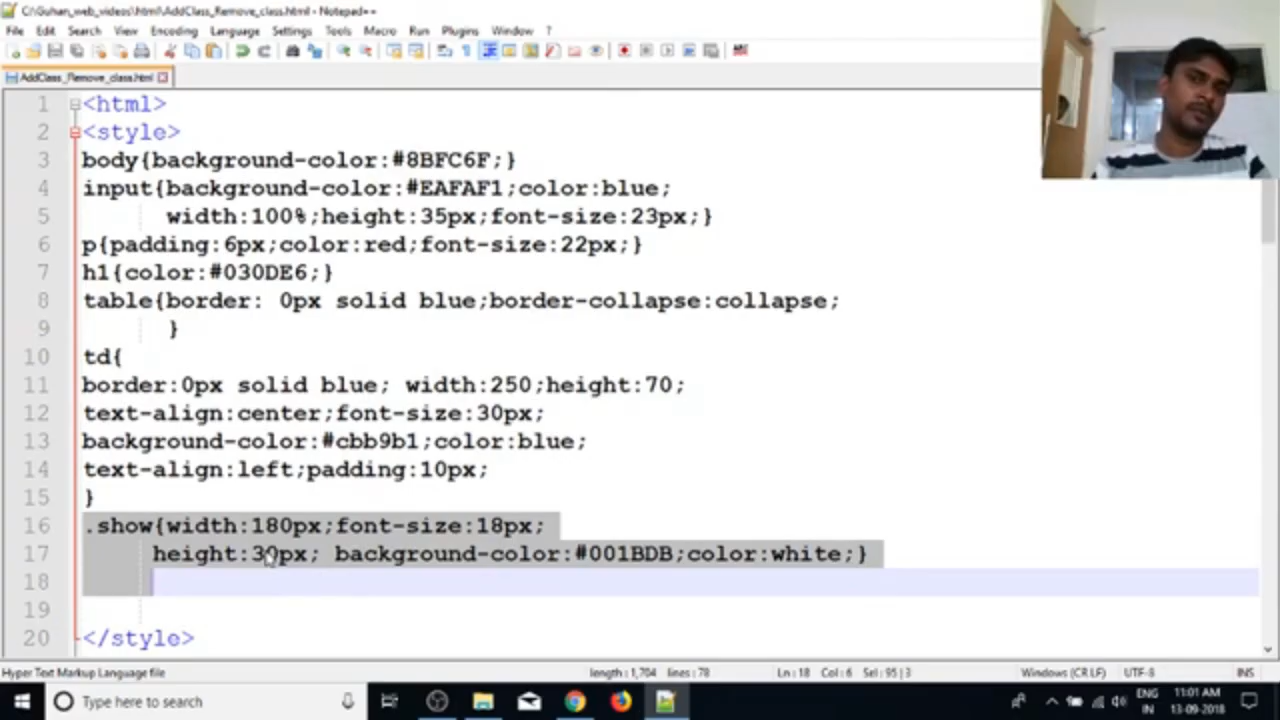 C:\Guhan_web_videos\html\AddClass_Remove_class.html - Notepad++
File Edit Search View Encoding Language Settings Tools Macro Run Plugins Window ?
AddClass_Remove_class.html
1 <html>
2 <style>
3 body{background-color:#8BFC6F;}
4 input{background-color:#EAFAF1;color:blue;
5 width:100%;height:35px;font-size:23px;}
6 p{padding:6px;color:red;font-size:22px;}
7 h1{color:#030DE6;}
8 table{border: 0px solid blue;border-collapse:collapse;
9 }
10 td{
11 border:0px solid blue; width:250;height:70;
12 text-align:center;font-size:30px;
13 background-color:#cbb9b1;color:blue;
14 text-align:left;padding:10px;
15 }
16 .show{width:180px;font-size:18px;
17 height:30px; background-color:#001BDB;color:white;}
18
19
20 </style>
Hyper Text Markup Language file length : 1,704 lines : 78 Ln : 18 Col : 6 Sel : 95 | 3 Windows (CR LF) UTF-8 INS
Type here to search
ENG 11:01 AM
IN 13-09-2018